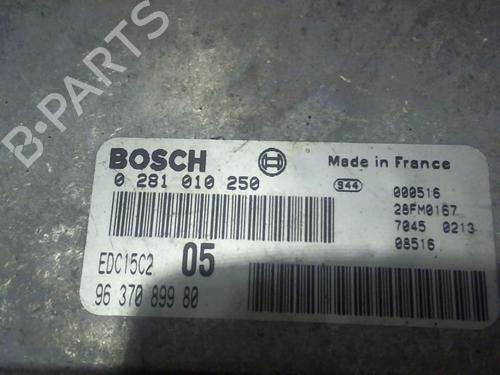 B-PARTS
BOSCH
Made in France
0 281 010 250
944
000516
28FM0167
7045 0213
08516
EDC15C2 05
96 370 899 80